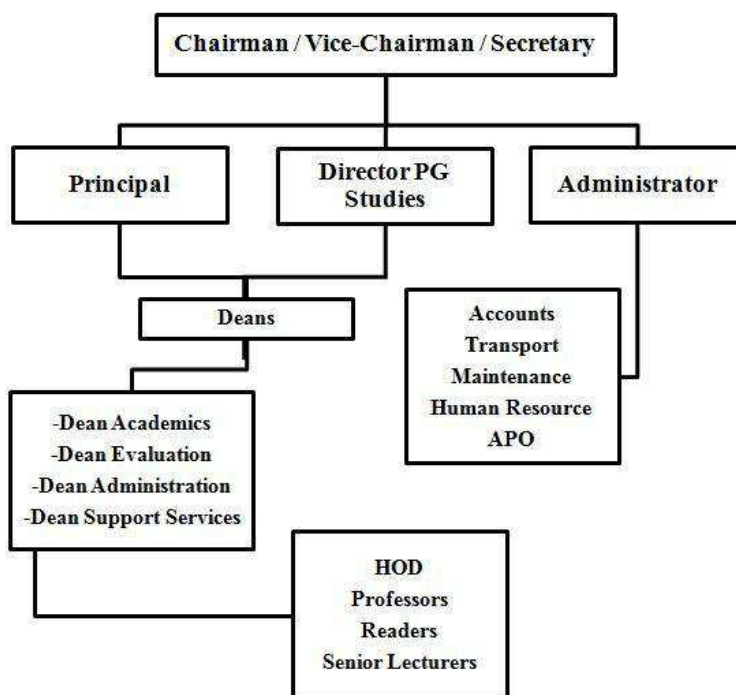 Chairman / Vice-Chairman / Secretary
Principal
Director PG
Studies
Administrator
Deans
Accounts
Transport
Maintenance
Human Resource
APO
-Dean Academics
-Dean Evaluation
-Dean Administration
-Dean Support Services
HOD
Professors
Readers
Senior Lecturers